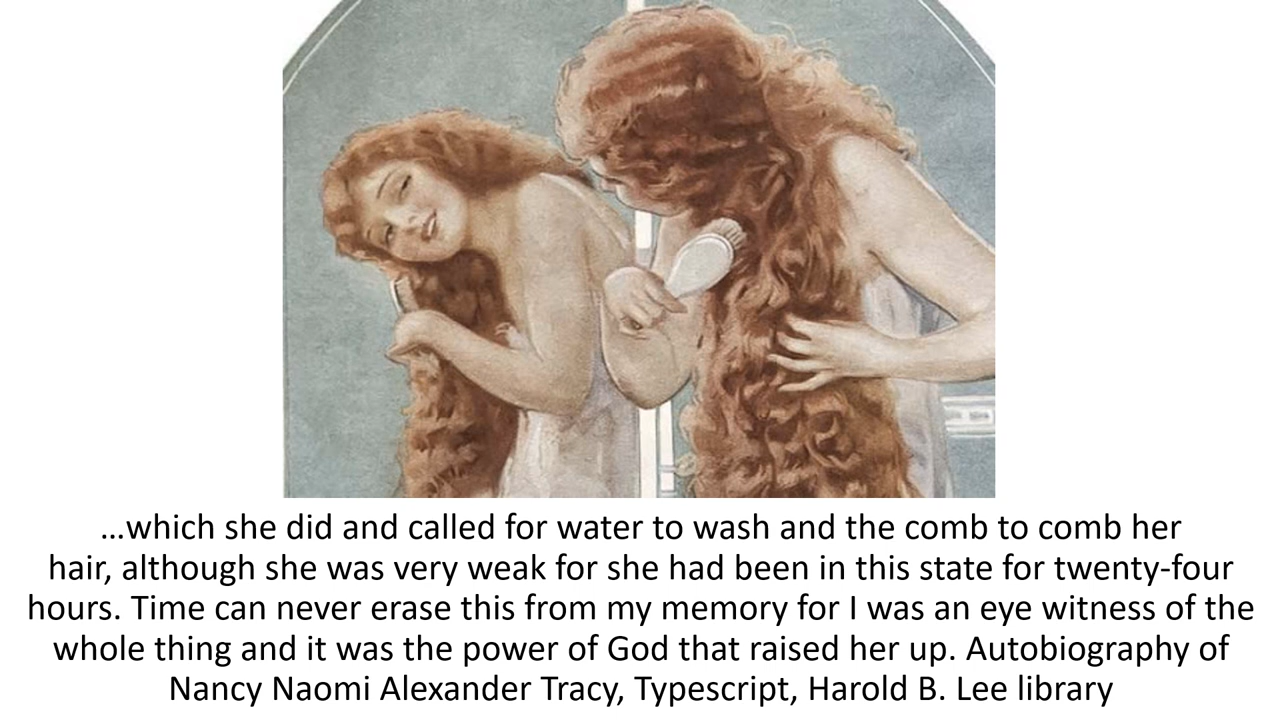 …which she did and called for water to wash and the comb to comb her
hair, although she was very weak for she had been in this state for twenty-four
hours. Time can never erase this from my memory for I was an eye witness of the
whole thing and it was the power of God that raised her up. Autobiography of
Nancy Naomi Alexander Tracy, Typescript, Harold B. Lee library